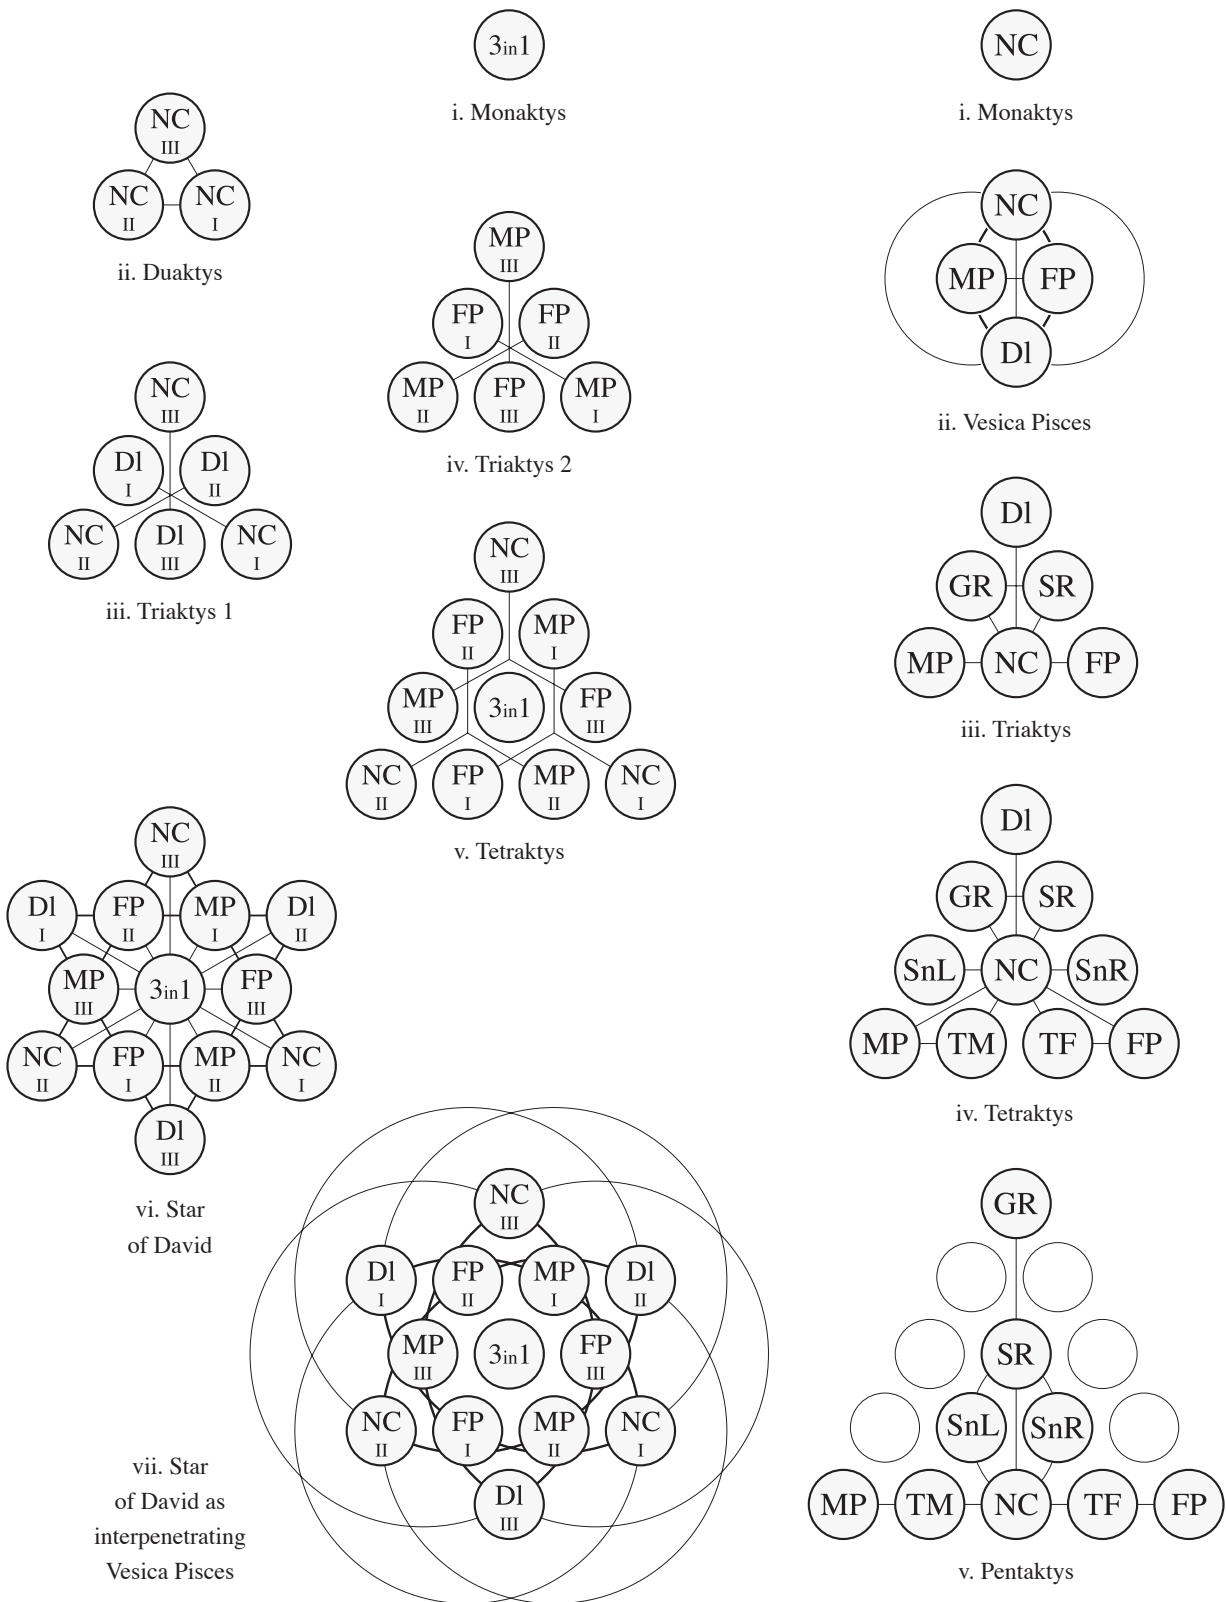 3in1
i. Monaktys
NC
III
NC NC
II I
ii. Duaktys
NC
III
Dl Dl
I II
NC Dl NC
II III I
iii. Triaktys 1
MP
III
FP FP
I II
MP FP MP
II III I
iv. Triaktys 2
NC
III
FP MP
II I
MP 3in1 FP
III III
NC FP MP NC
II I II I
v. Tetraktys
NC
III
Dl FP MP Dl
I II I II
MP 3in1 FP
III III
NC FP MP NC
II I II I
Dl
III
vi. Star
of David
NC
III
Dl FP MP Dl
I II I II
MP 3in1 FP
III III
NC FP MP NC
II I II I
Dl
III
vii. Star
of David as
interpenetrating
Vesica Pisces
NC
i. Monaktys
NC
MP FP
Dl
ii. Vesica Pisces
Dl
GR SR
MP NC FP
iii. Triaktys
Dl
GR SR
SnL NC SnR
MP TM TF FP
iv. Tetraktys
GR
SR
SnL SnR
MP TM NC TF FP
v. Pentaktys